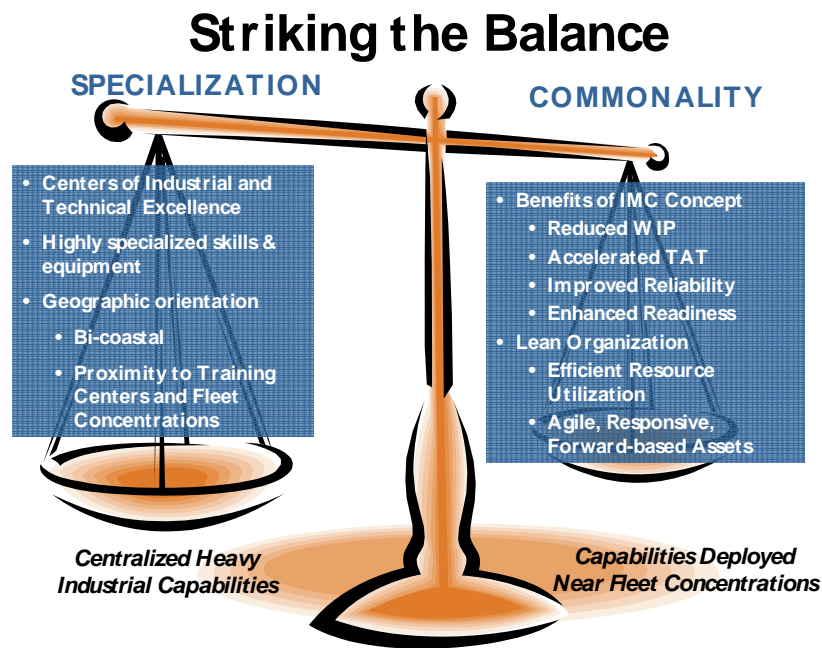 Striking the Balance
SPECIALIZATION
• Centers of Industrial and
Technical Excellence
• Highly specialized skills &
equipment
• Geographic orientation
• Bi-coastal
• Proximity to Training
Centers and Fleet
Concentrations
Centralized Heavy
Industrial Capabilities
COMMONALITY
• Benefits of IMC Concept
• Reduced WIP
• Accelerated TAT
• Improved Reliability
• Enhanced Readiness
• Lean Organization
• Efficient Resource
Utilization
• Agile, Responsive,
Forward-based Assets
Capabilities Deployed
Near Fleet Concentrations